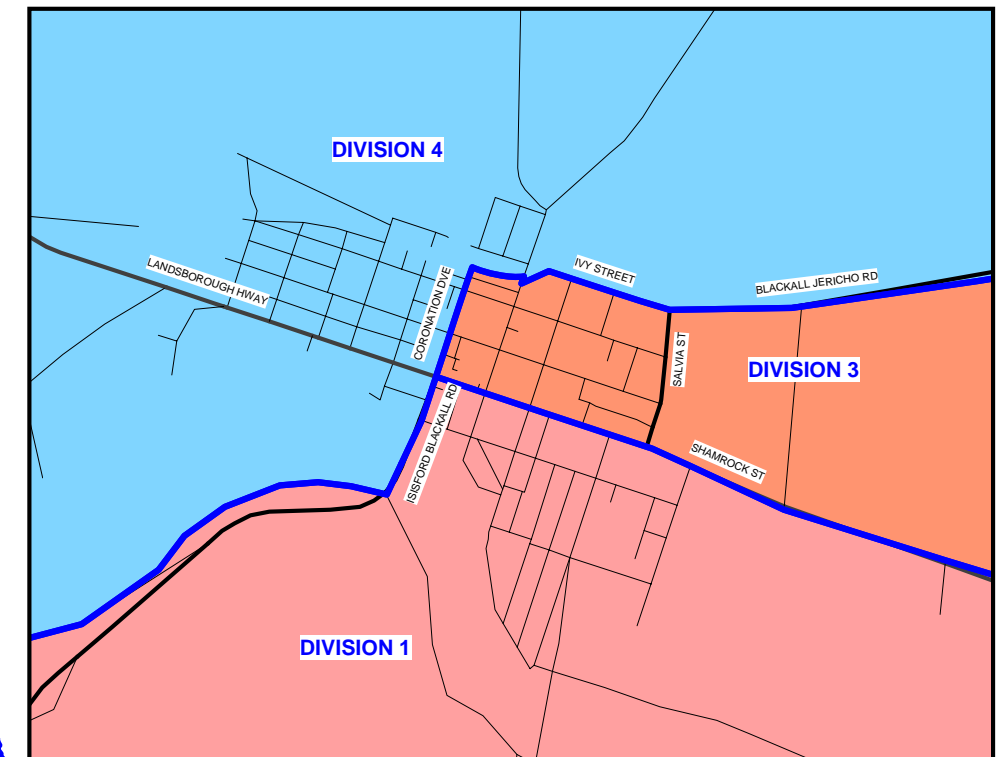 DIVISION 4
LANDSBOROUGH HWAY
CORONATION DVE
IVY STREET
BLACKALL JERICHO RD
SALVIA ST
DIVISION 3
ISISFORD BLACKALL RD
SHAMROCK ST
DIVISION 1